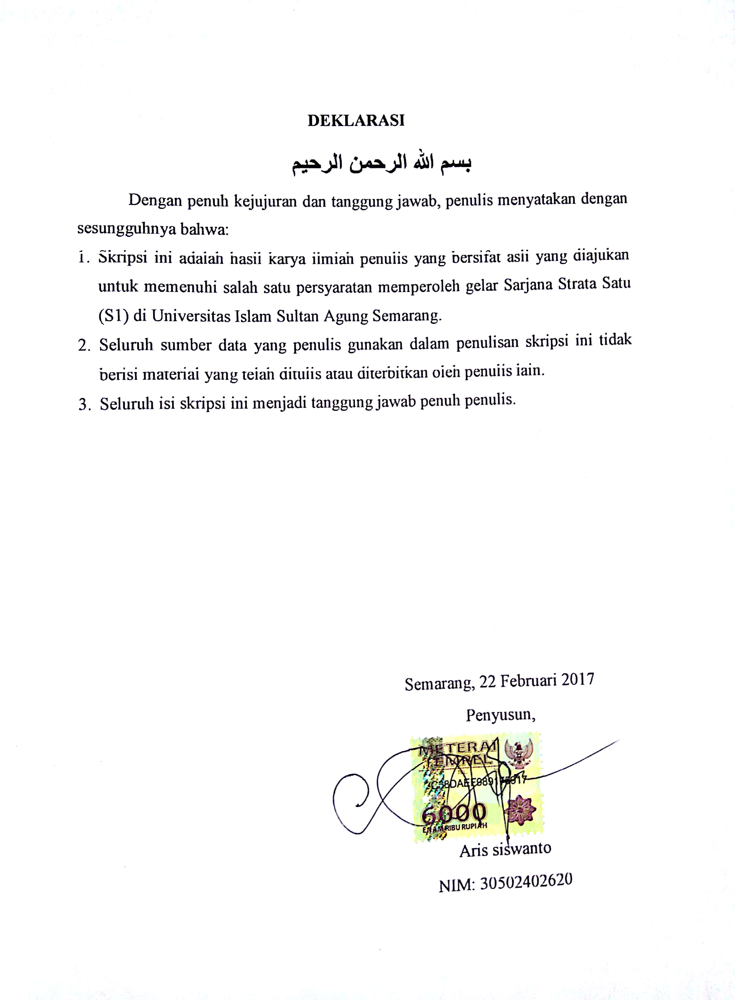 DEKLARASI
بسم الله الرحمن الرحيم
Dengan penuh kejujuran dan tanggung jawab, penulis menyatakan dengan
sesungguhnya bahwa:
1. Skripsi ini adalah hasil karya ilmiah penulis yang bersifat asli yang diajukan
untuk memenuhi salah satu persyaratan memperoleh gelar Sarjana Strata Satu
(S1) di Universitas Islam Sultan Agung Semarang.
2. Seluruh sumber data yang penulis gunakan dalam penulisan skripsi ini tidak
berisi material yang telah ditulis atau diterbitkan oleh penulis lain.
3. Seluruh isi skripsi ini menjadi tanggung jawab penuh penulis.
Semarang, 22 Februari 2017
Penyusun,
METERAI
TEMPEL
6000
ENAM RIBU RUPIAH
Aris siswanto
NIM: 30502402620